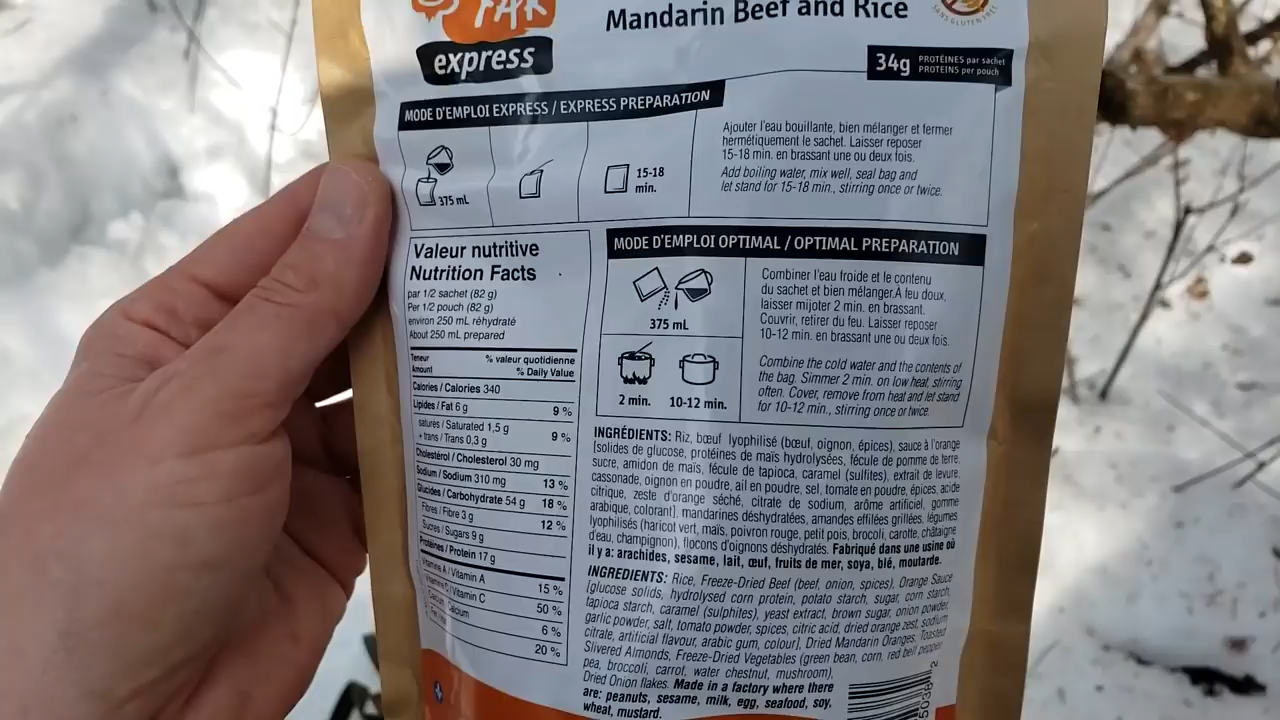 FAR
express
Mandarin Beef and Rice
SANS GLUTEN FREE
34g PROTÉINES par sachet
PROTEINS per pouch
MODE D'EMPLOI EXPRESS / EXPRESS PREPARATION
375 mL
15-18
min.
Ajouter l'eau bouillante, bien mélanger et fermer
hermétiquement le sachet. Laisser reposer
15-18 min. en brassant une ou deux fois.
Add boiling water, mix well, seal bag and
let stand for 15-18 min., stirring once or twice.
Valeur nutritive
Nutrition Facts
par 1/2 sachet (82 g)
Per 1/2 pouch (82 g)
environ 250 mL réhydraté
About 250 mL prepared
Teneur % valeur quotidienne
Amount % Daily Value
Calories / Calories 340
Lipides / Fat 6 g 9 %
saturés / Saturated 1,5 g
+ trans / Trans 0,3 g 9 %
Cholestérol / Cholesterol 30 mg
Sodium / Sodium 310 mg 13 %
Glucides / Carbohydrate 54 g 18 %
Fibres / Fibre 3 g 12 %
Sucres / Sugars 9 g
Protéines / Protein 17 g
Vitamine A / Vitamin A 15 %
Vitamine C / Vitamin C 50 %
Calcium 6 %
20 %
MODE D'EMPLOI OPTIMAL / OPTIMAL PREPARATION
375 mL
2 min. 10-12 min.
Combiner l'eau froide et le contenu
du sachet et bien mélanger.À feu doux,
laisser mijoter 2 min. en brassant.
Couvrir, retirer du feu. Laisser reposer
10-12 min. en brassant une ou deux fois.
Combine the cold water and the contents of
the bag. Simmer 2 min. on low heat, stirring
often. Cover, remove from heat and let stand
for 10-12 min., stirring once or twice.
INGRÉDIENTS: Riz, bœuf lyophilisé (bœuf, oignon, épices), sauce à l'orange
[solides de glucose, protéines de maïs hydrolysées, fécule de pomme de terre,
sucre, amidon de maïs, fécule de tapioca, caramel (sulfites), extrait de levure,
cassonade, oignon en poudre, ail en poudre, sel, tomate en poudre, épices, acide
citrique, zeste d'orange séché, citrate de sodium, arôme artificiel, gomme
arabique, colorant], mandarines déshydratées, amandes effilées grillées, légumes
lyophilisés (haricot vert, maïs, poivron rouge, petit pois, brocoli, carotte, châtaigne
d'eau, champignon), flocons d'oignons déshydratés. Fabriqué dans une usine où
il y a: arachides, sesame, lait, œuf, fruits de mer, soya, blé, moutarde.
INGREDIENTS: Rice, Freeze-Dried Beef (beef, onion, spices), Orange Sauce
[glucose solids, hydrolysed corn protein, potato starch, sugar, corn starch,
tapioca starch, caramel (sulphites), yeast extract, brown sugar, onion powder,
garlic powder, salt, tomato powder, spices, citric acid, dried orange zest, sodium
citrate, artificial flavour, arabic gum, colour], Dried Mandarin Oranges, Toasted
Slivered Almonds, Freeze-Dried Vegetables (green bean, corn, red bell pepper,
pea, broccoli, carrot, water chestnut, mushroom),
Dried Onion flakes. Made in a factory where there
are: peanuts, sesame, milk, egg, seafood, soy,
wheat, mustard.